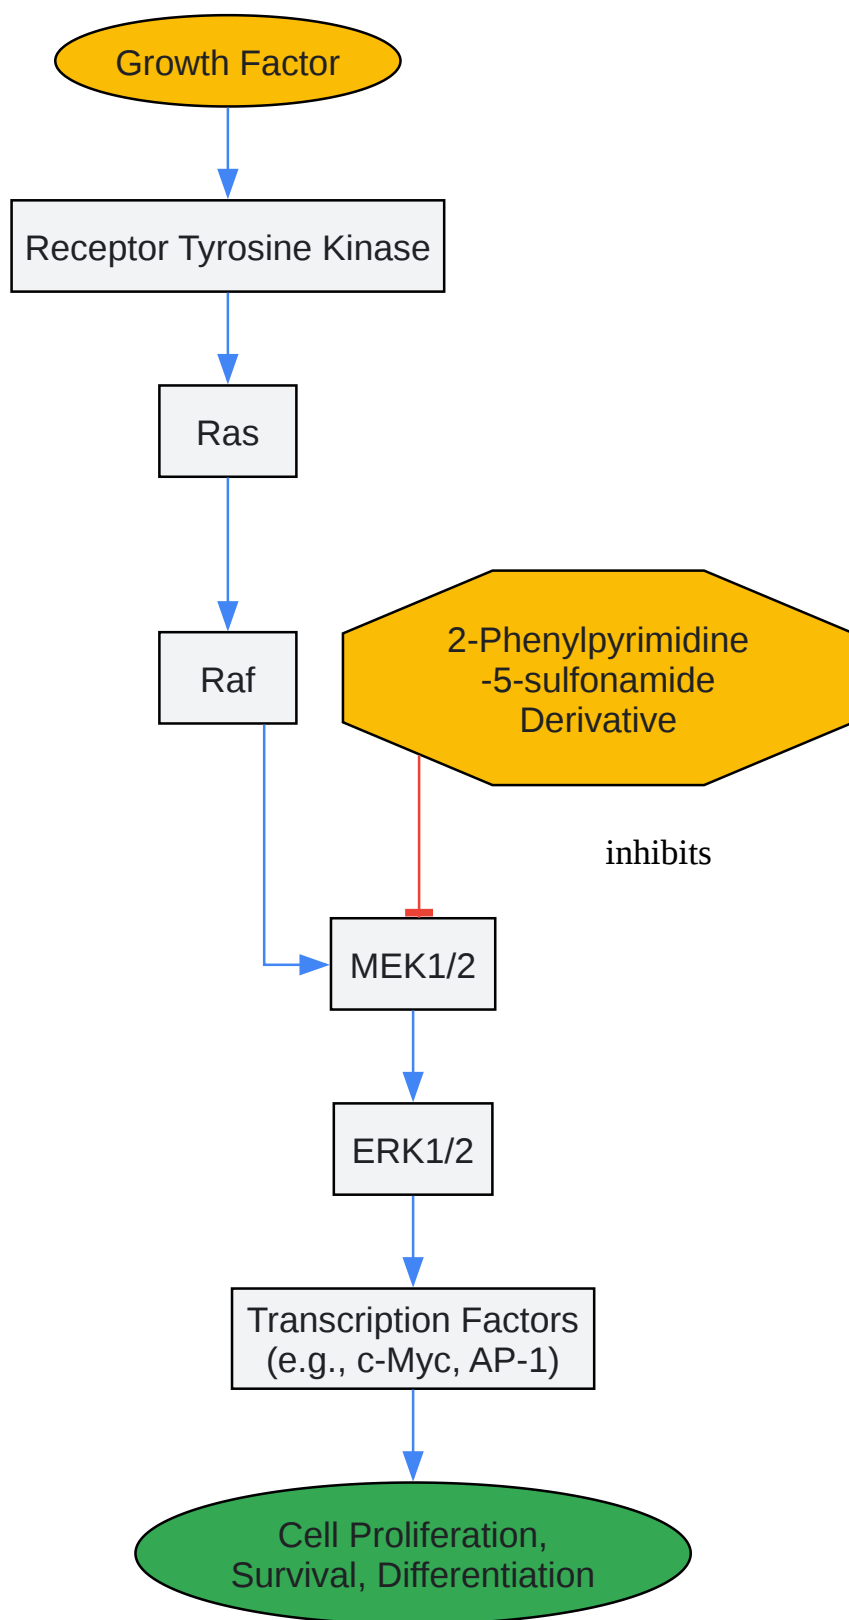 Growth Factor
Receptor Tyrosine Kinase
Ras
Raf
2-Phenylpyrimidine
-5-sulfonamide
Derivative
inhibits
MEK1/2
ERK1/2
Transcription Factors
(e.g., c-Myc, AP-1)
Cell Proliferation,
Survival, Differentiation